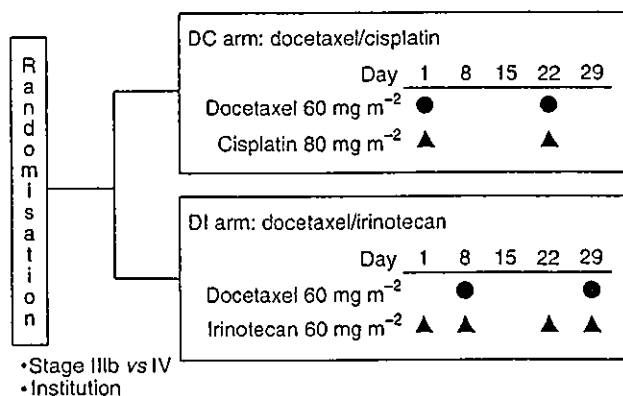 Randomisation
DC arm: docetaxel/cisplatin
Day 1 8 15 22 29
Docetaxel 60 mg m⁻²
Cisplatin 80 mg m⁻²
DI arm: docetaxel/irinotecan
Day 1 8 15 22 29
Docetaxel 60 mg m⁻²
Irinotecan 60 mg m⁻²
•Stage IIIb vs IV
•Institution